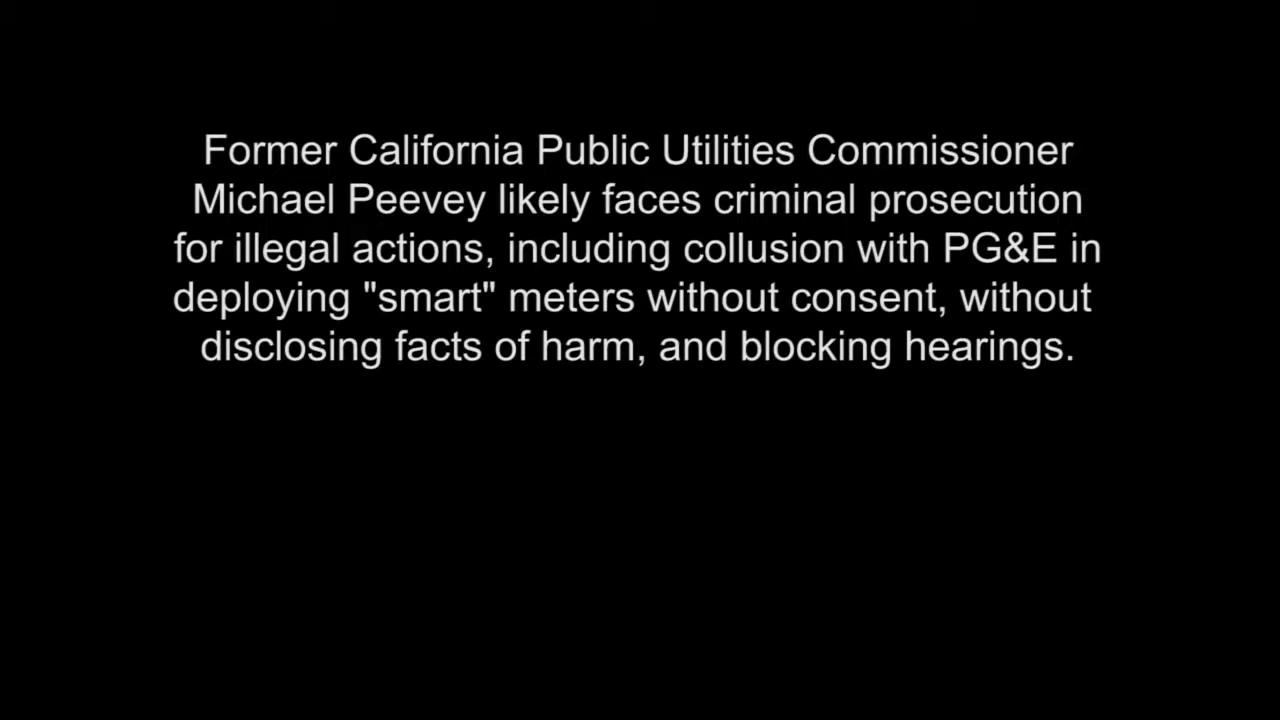 Former California Public Utilities Commissioner
Michael Peevey likely faces criminal prosecution
for illegal actions, including collusion with PG&E in
deploying "smart" meters without consent, without
disclosing facts of harm, and blocking hearings.